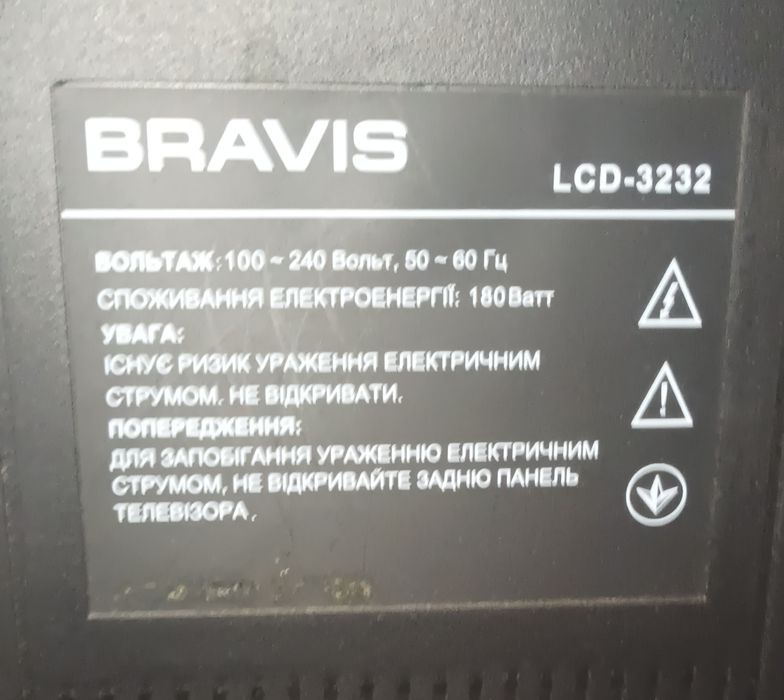 BRAVIS
LCD-3232
ВОЛЬТАЖ: 100 ~ 240 Вольт, 50 ~ 60 Гц
СПОЖИВАННЯ ЕЛЕКТРОЕНЕРГІЇ: 180 Ватт
УВАГА:
ІСНУЄ РИЗИК УРАЖЕННЯ ЕЛЕКТРИЧНИМ
СТРУМОМ. НЕ ВІДКРИВАТИ.
ПОПЕРЕДЖЕННЯ:
ДЛЯ ЗАПОБІГАННЯ УРАЖЕННЮ ЕЛЕКТРИЧНИМ
СТРУМОМ, НЕ ВІДКРИВАЙТЕ ЗАДНЮ ПАНЕЛЬ
ТЕЛЕВІЗОРА.